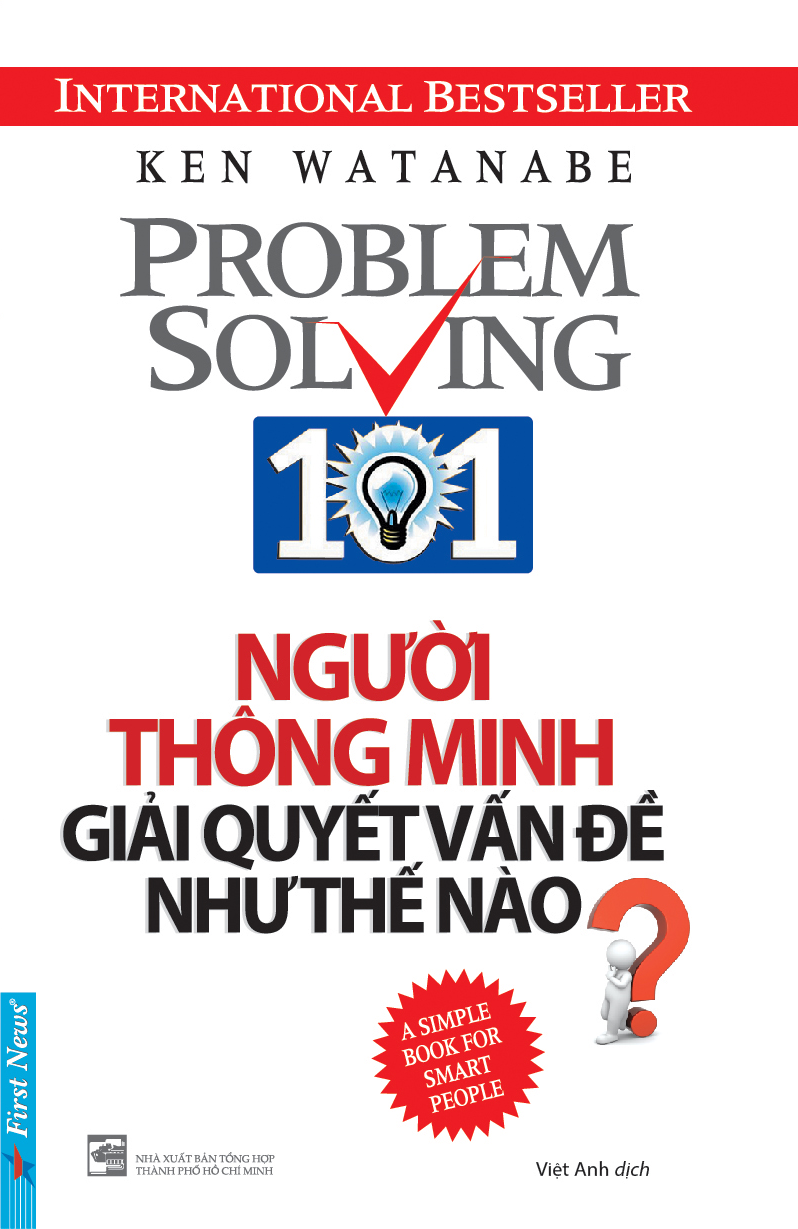 INTERNATIONAL BESTSELLER
KEN WATANABE
PROBLEM
SOLVING
101
NGƯỜI
THÔNG MINH
GIẢI QUYẾT VẤN ĐỀ
NHƯ THẾ NÀO?
A SIMPLE
BOOK FOR
SMART
PEOPLE
First News®
NHÀ XUẤT BẢN TỔNG HỢP
THÀNH PHỐ HỒ CHÍ MINH
Việt Anh dịch